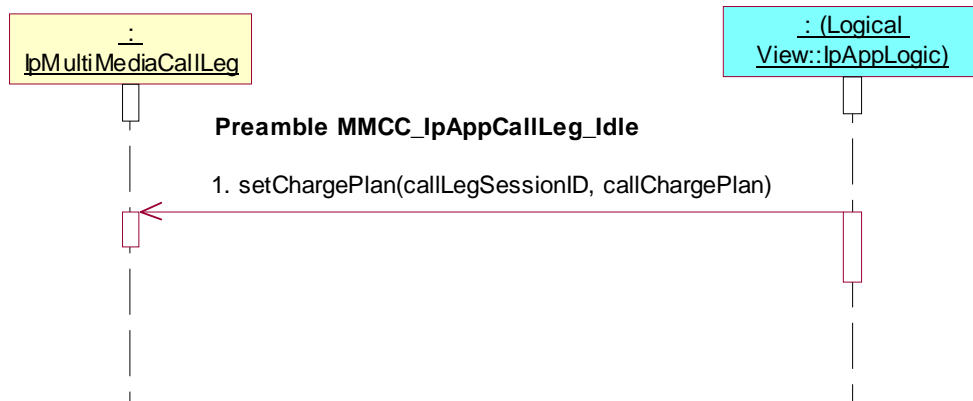 :
IpMultiMediaCallLeg
: (Logical
View::IpAppLogic)
Preamble MMCC_IpAppCallLeg_Idle
1. setChargePlan(callLegSessionID, callChargePlan)